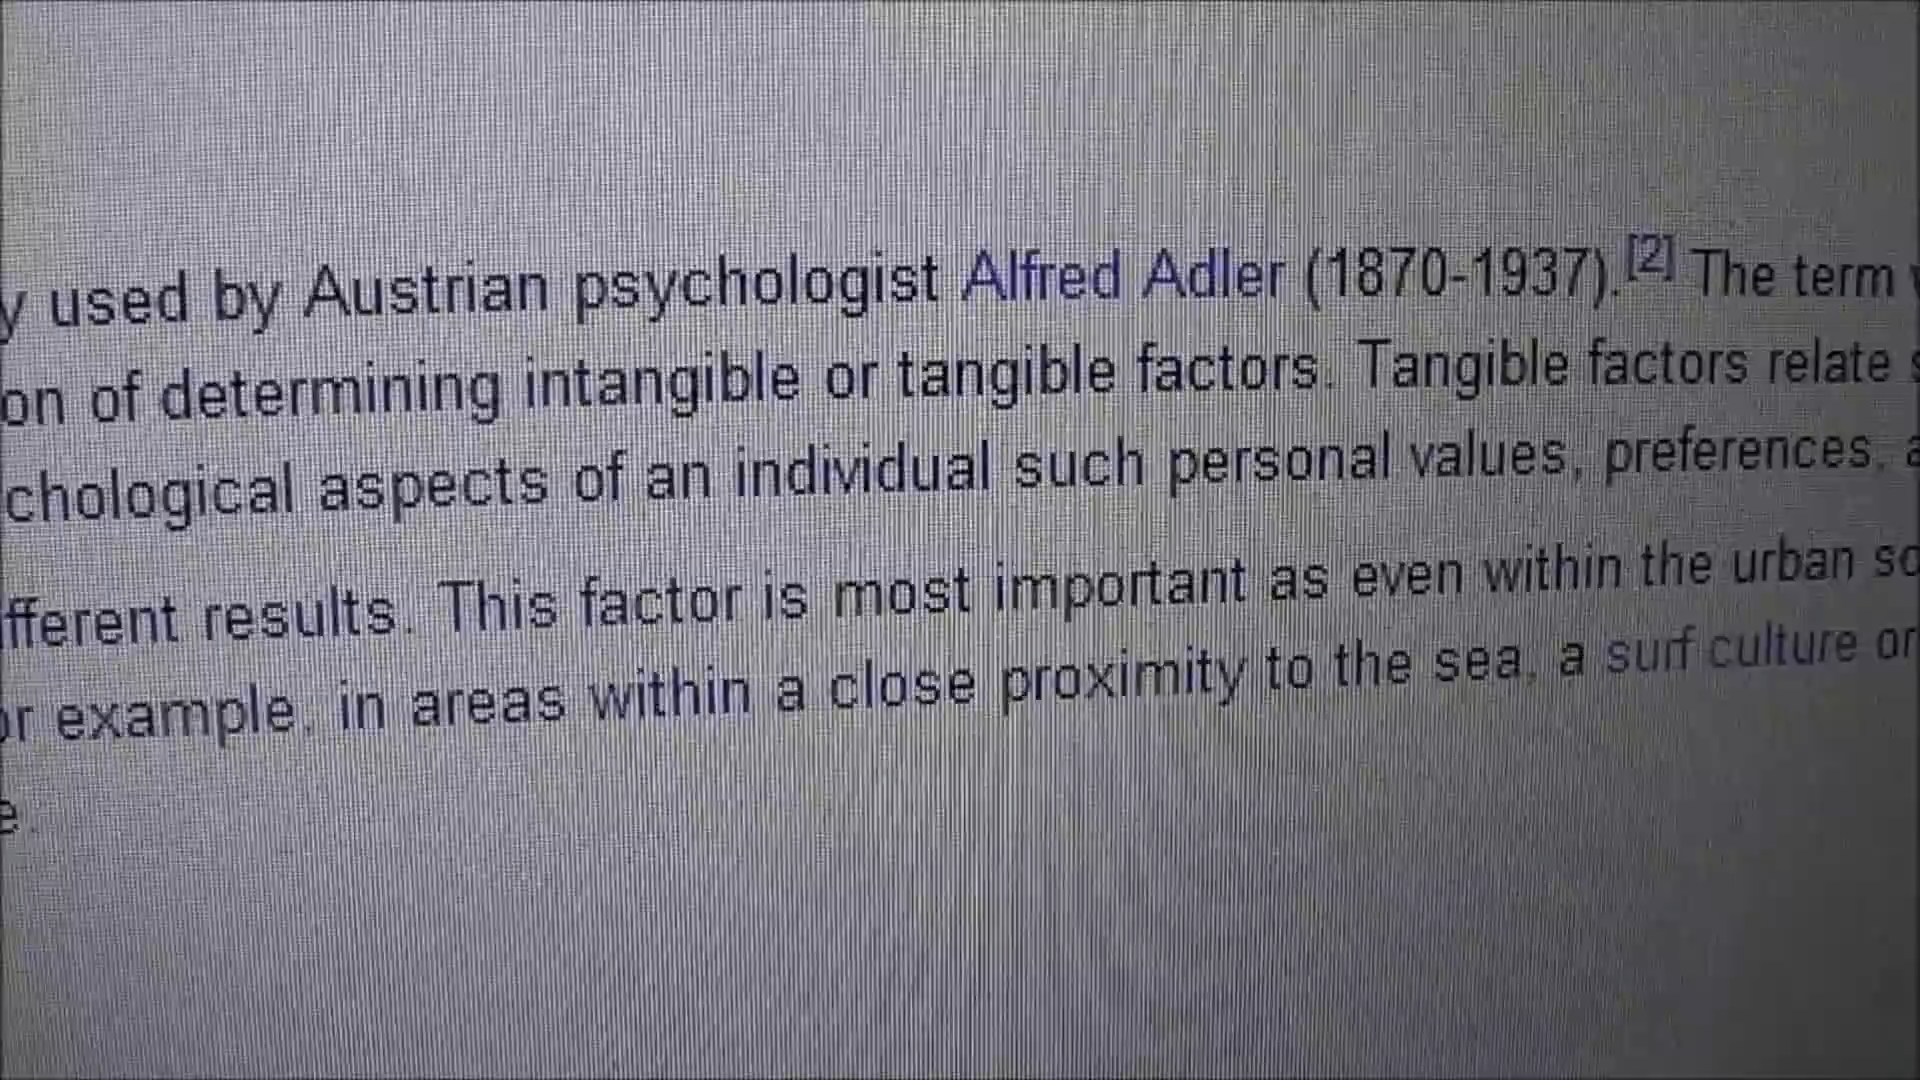 y used by Austrian psychologist Alfred Adler (1870-1937).[2] The term
on of determining intangible or tangible factors. Tangible factors relate s
chological aspects of an individual such personal values, preferences, a
fferent results. This factor is most important as even within the urban sc
or example, in areas within a close proximity to the sea, a surf culture or
e.